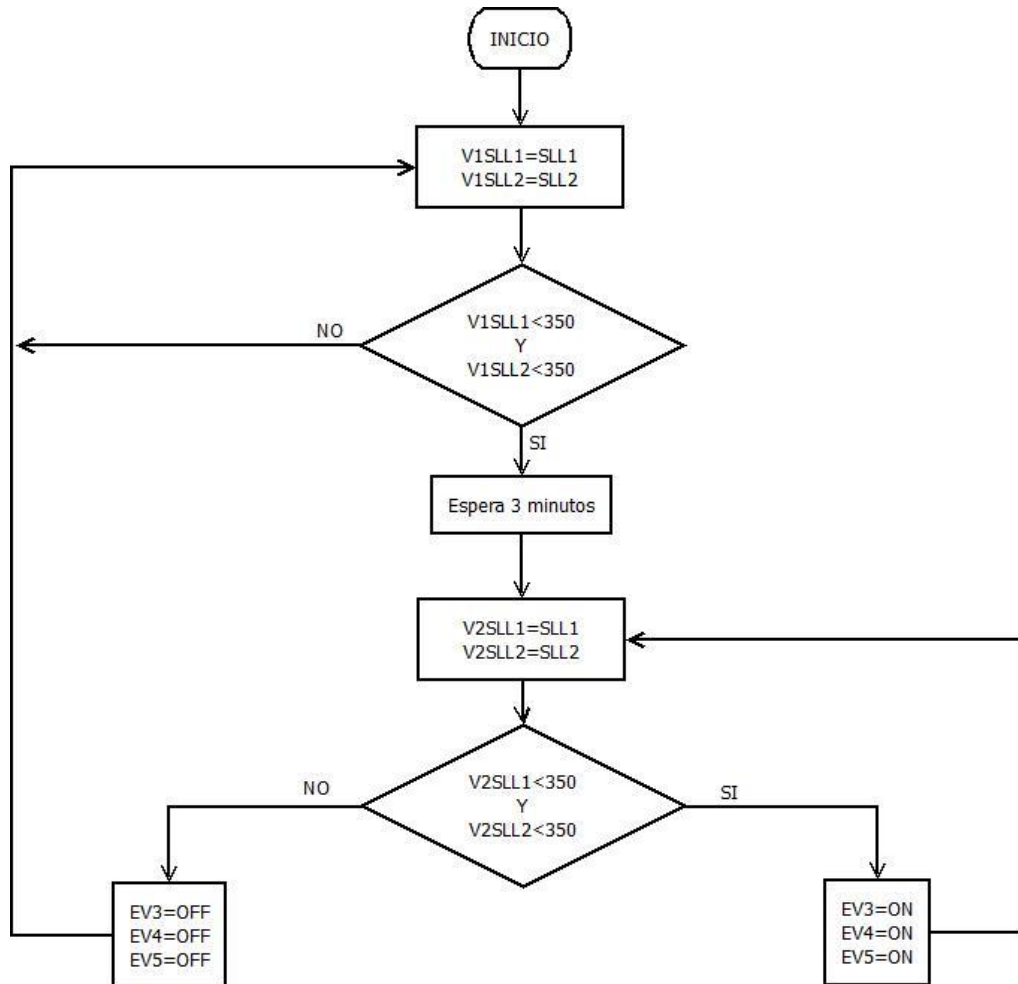 INICIO
V1SLL1=SLL1
V1SLL2=SLL2
V1SLL1<350
Y
V1SLL2<350
NO
SI
Espera 3 minutos
V2SLL1=SLL1
V2SLL2=SLL2
V2SLL1<350
Y
V2SLL2<350
NO
SI
EV3=OFF
EV4=OFF
EV5=OFF
EV3=ON
EV4=ON
EV5=ON